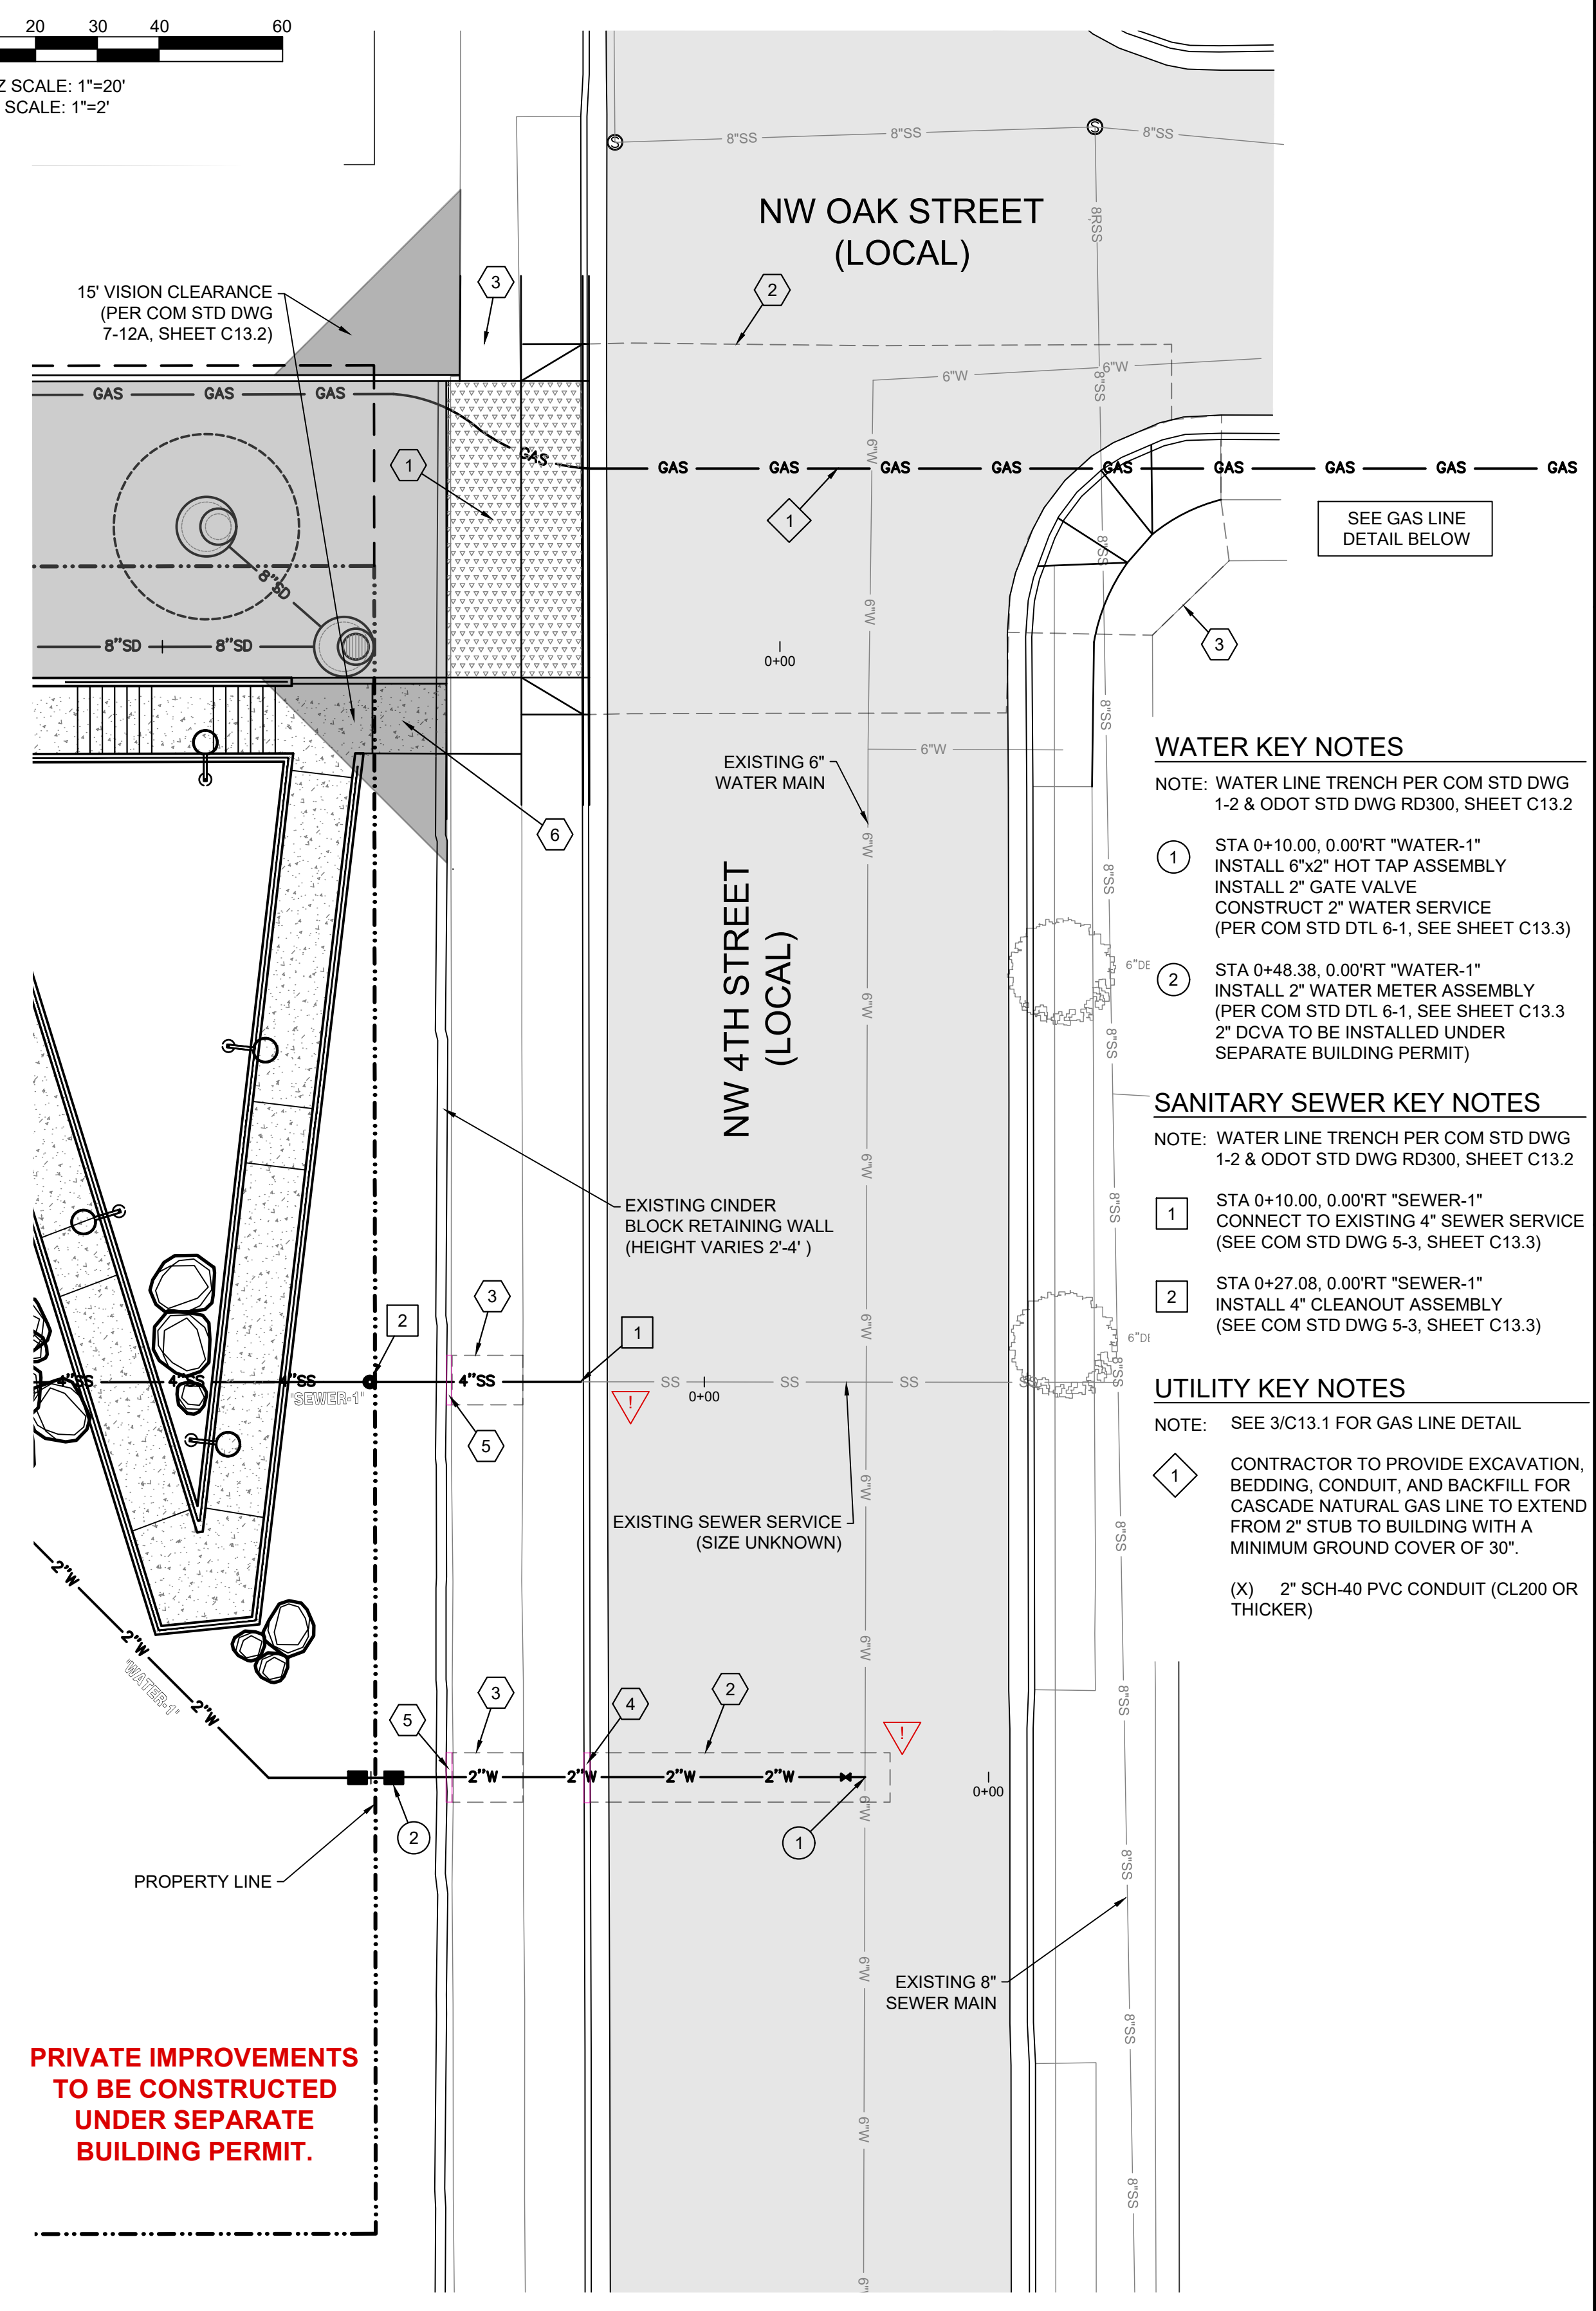 20 30 40 60
Z SCALE: 1"=20'
SCALE: 1"=2'
8"SS 8"SS 8"SS
S S
8"SS
NW OAK STREET
(LOCAL)
3
2
15' VISION CLEARANCE
(PER COM STD DWG
7-12A, SHEET C13.2)
6"W 6"W
8"SS
GAS GAS GAS
6"W
GAS GAS GAS GAS GAS GAS GAS GAS GAS GAS
1
1
SEE GAS LINE
DETAIL BELOW
8"SS
8"SD
6"W
8"SD 8"SD
0+00
3
8"SS
6"W
EXISTING 6"
WATER MAIN
6
6"W
8"SS
NW 4TH STREET
(LOCAL)
6"DE
6"W
8"SS
6"W
8"SS
EXISTING CINDER
BLOCK RETAINING WALL
(HEIGHT VARIES 2'-4' )
3
2
1
6"W
6"DE
8"SS
4"SS 4"SS 4"SS 4"SS SS SS SS SS
"SEWER-1"
!
0+00
5
6"W
EXISTING SEWER SERVICE
(SIZE UNKNOWN)
8"SS
2"W
2"W
"WATER-1"
2"W
6"W
8"SS
5
3
4
2
!
2"W 2"W 2"W 2"W
0+00
6"W
2
1
PROPERTY LINE
8"SS
6"W
EXISTING 8"
SEWER MAIN
8"SS
6"W
8"SS
6"
PRIVATE IMPROVEMENTS
TO BE CONSTRUCTED
UNDER SEPARATE
BUILDING PERMIT.
WATER KEY NOTES
NOTE: WATER LINE TRENCH PER COM STD DWG
1-2 & ODOT STD DWG RD300, SHEET C13.2
1 STA 0+10.00, 0.00'RT "WATER-1"
INSTALL 6"x2" HOT TAP ASSEMBLY
INSTALL 2" GATE VALVE
CONSTRUCT 2" WATER SERVICE
(PER COM STD DTL 6-1, SEE SHEET C13.3)
2 STA 0+48.38, 0.00'RT "WATER-1"
INSTALL 2" WATER METER ASSEMBLY
(PER COM STD DTL 6-1, SEE SHEET C13.3
2" DCVA TO BE INSTALLED UNDER
SEPARATE BUILDING PERMIT)
SANITARY SEWER KEY NOTES
NOTE: WATER LINE TRENCH PER COM STD DWG
1-2 & ODOT STD DWG RD300, SHEET C13.2
1 STA 0+10.00, 0.00'RT "SEWER-1"
CONNECT TO EXISTING 4" SEWER SERVICE
(SEE COM STD DWG 5-3, SHEET C13.3)
2 STA 0+27.08, 0.00'RT "SEWER-1"
INSTALL 4" CLEANOUT ASSEMBLY
(SEE COM STD DWG 5-3, SHEET C13.3)
UTILITY KEY NOTES
NOTE: SEE 3/C13.1 FOR GAS LINE DETAIL
1 CONTRACTOR TO PROVIDE EXCAVATION,
BEDDING, CONDUIT, AND BACKFILL FOR
CASCADE NATURAL GAS LINE TO EXTEND
FROM 2" STUB TO BUILDING WITH A
MINIMUM GROUND COVER OF 30".
(X) 2" SCH-40 PVC CONDUIT (CL200 OR
THICKER)